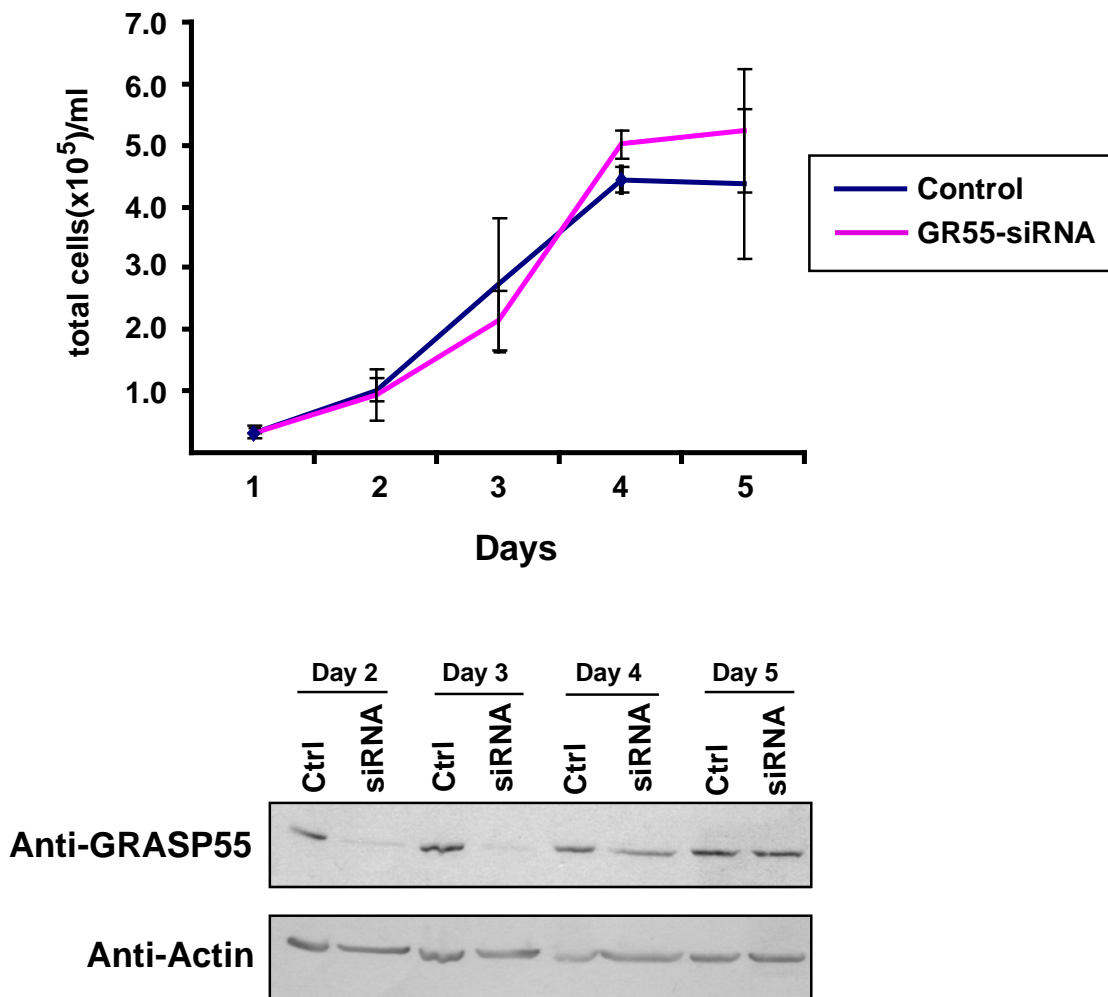 7.0
6.0
5.0
4.0
3.0
2.0
1.0
total cells(x10⁵)/ml
1 2 3 4 5
Days
Control
GR55-siRNA
Day 2 Day 3 Day 4 Day 5
Ctrl siRNA Ctrl siRNA Ctrl siRNA Ctrl siRNA
Anti-GRASP55
Anti-Actin